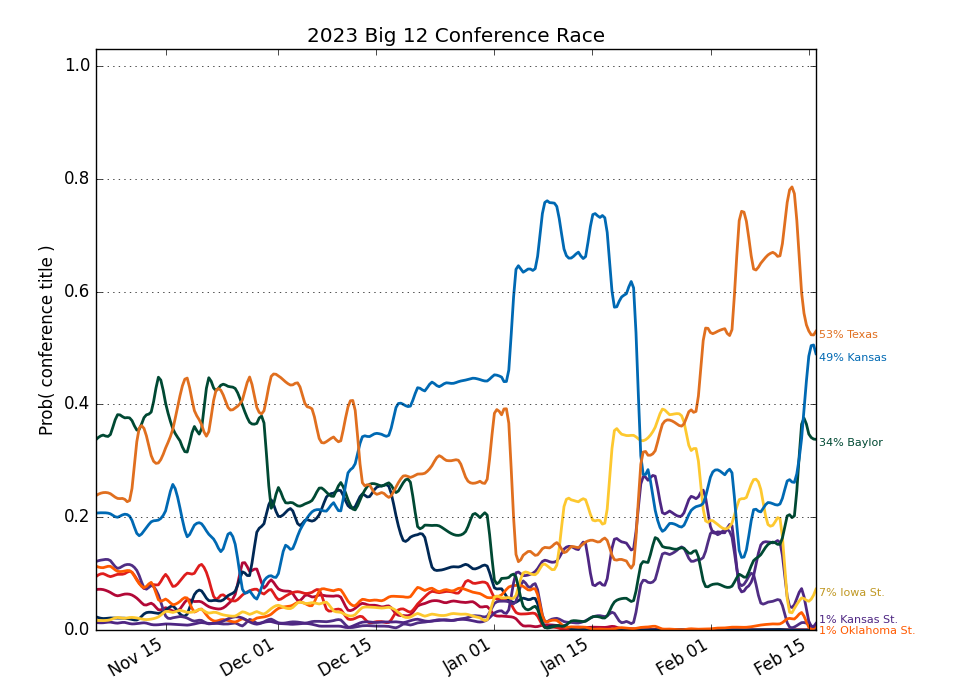 2023 Big 12 Conference Race
Prob( conference title )
1.0
0.8
0.6
0.4
0.2
0.0
Nov 15
Dec 01
Dec 15
Jan 01
Jan 15
Feb 01
Feb 15
53% Texas
49% Kansas
34% Baylor
7% Iowa St.
1% Kansas St.
1% Oklahoma St.